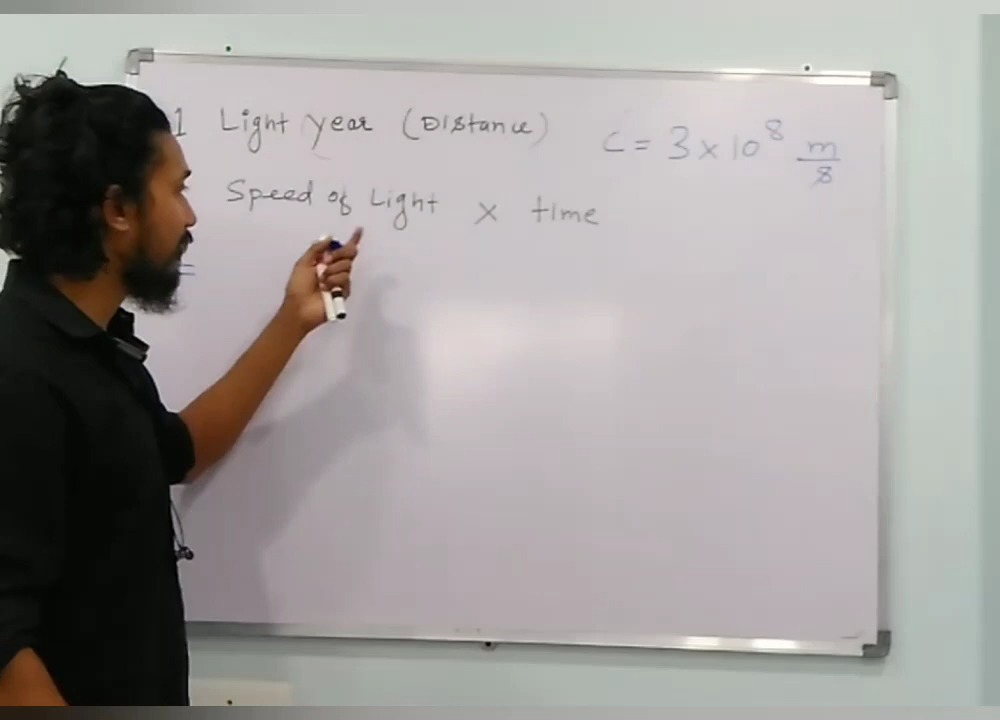 1 Light year (Distance)
C = 3 × 10⁸ m/s
Speed of Light × time
=